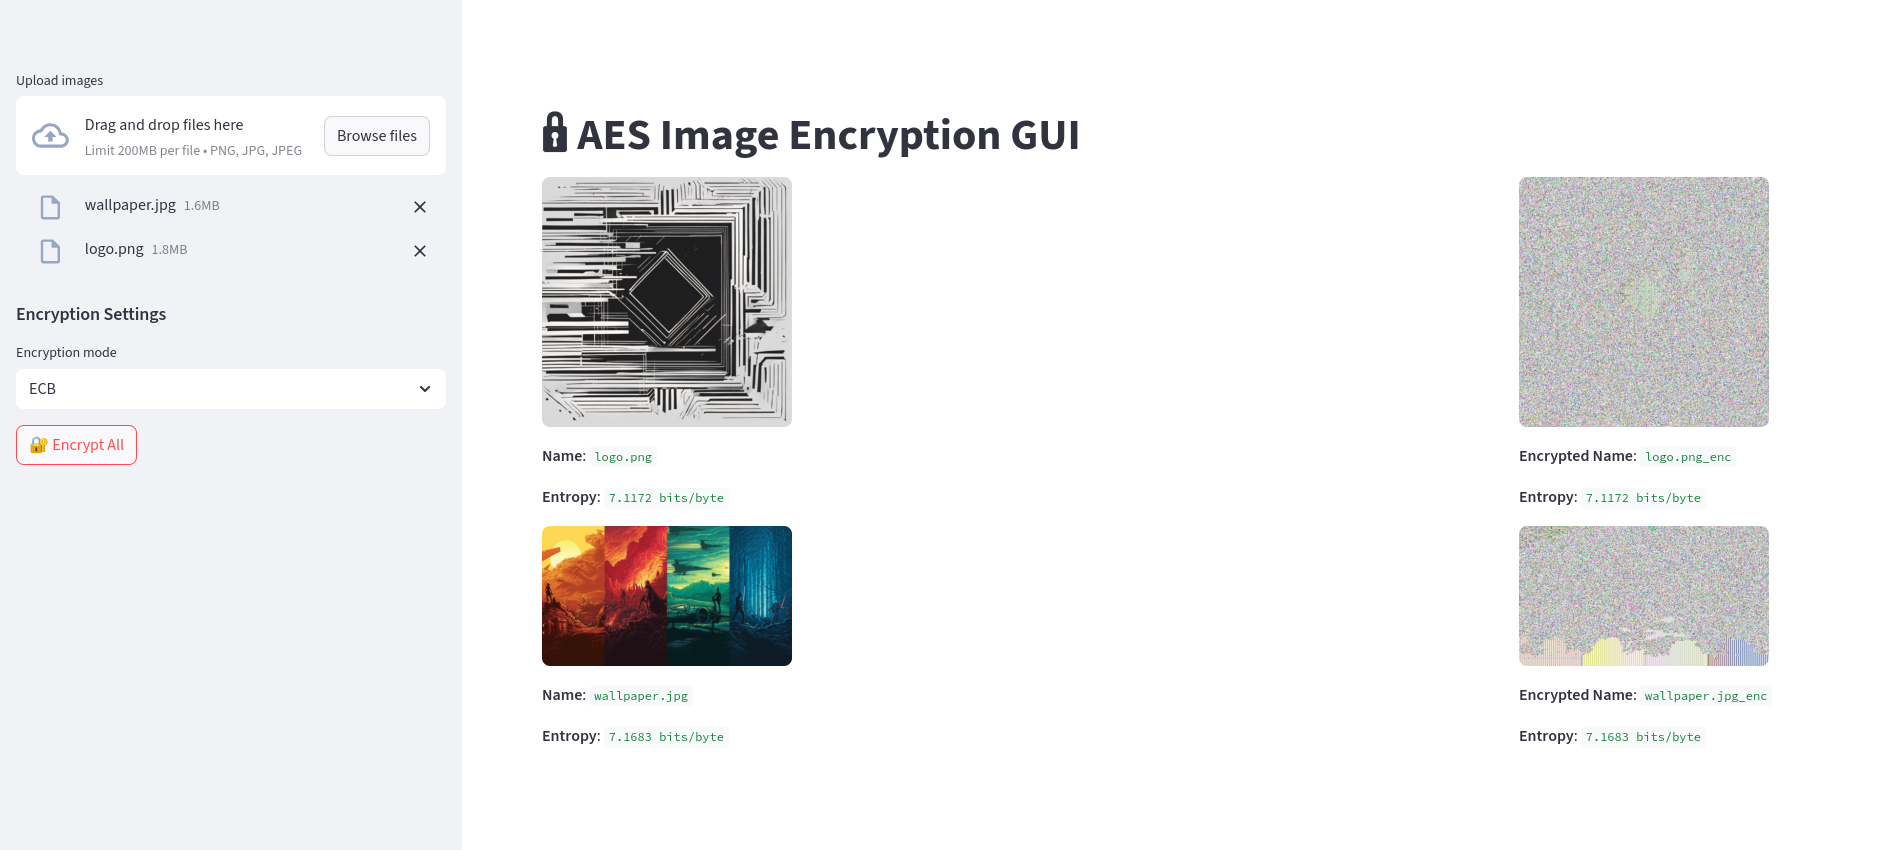 Upload images
Drag and drop files here
Limit 200MB per file • PNG, JPG, JPEG
Browse files
wallpaper.jpg 1.6MB
logo.png 1.8MB
Encryption Settings
Encryption mode
ECB
🔐 Encrypt All
AES Image Encryption GUI
Name: logo.png
Entropy: 7.1172 bits/byte
Encrypted Name: logo.png_enc
Entropy: 7.1172 bits/byte
Name: wallpaper.jpg
Entropy: 7.1683 bits/byte
Encrypted Name: wallpaper.jpg_enc
Entropy: 7.1683 bits/byte